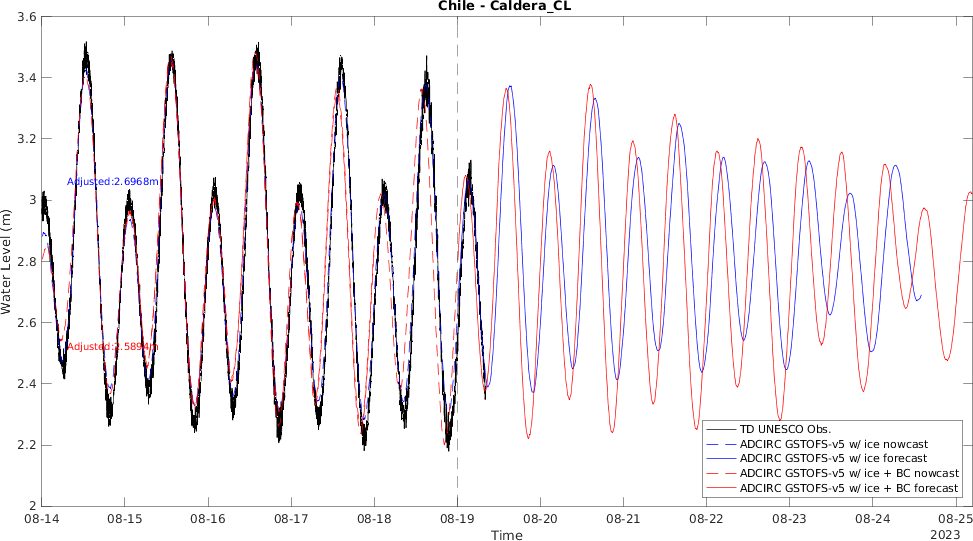 Chile - Caldera_CL
3.6
3.4
3.2
3
2.8
2.6
2.4
2.2
2
Water Level (m)
Adjusted:2.6968m
Adjusted:2.5894m
TD UNESCO Obs.
ADCIRC GSTOFS-v5 w/ ice nowcast
ADCIRC GSTOFS-v5 w/ ice forecast
ADCIRC GSTOFS-v5 w/ ice + BC nowcast
ADCIRC GSTOFS-v5 w/ ice + BC forecast
08-14 08-15 08-16 08-17 08-18 08-19 08-20 08-21 08-22 08-23 08-24 08-25
Time
2023